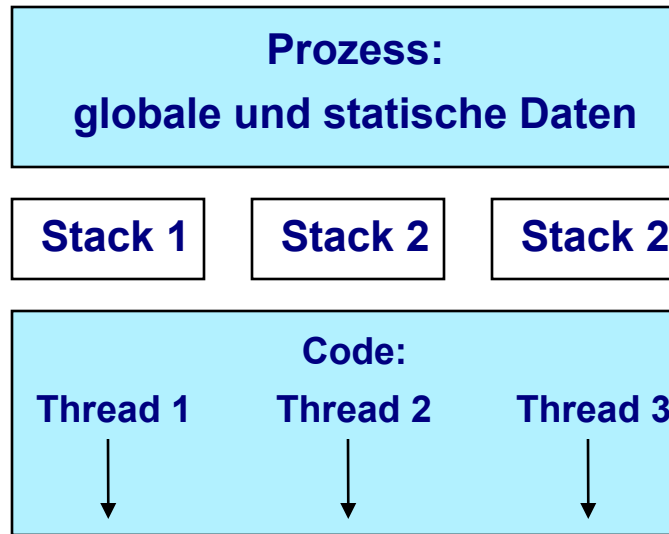 Prozess:
globale und statische Daten
Stack 1 Stack 2 Stack 2
Code:
Thread 1 Thread 2 Thread 3